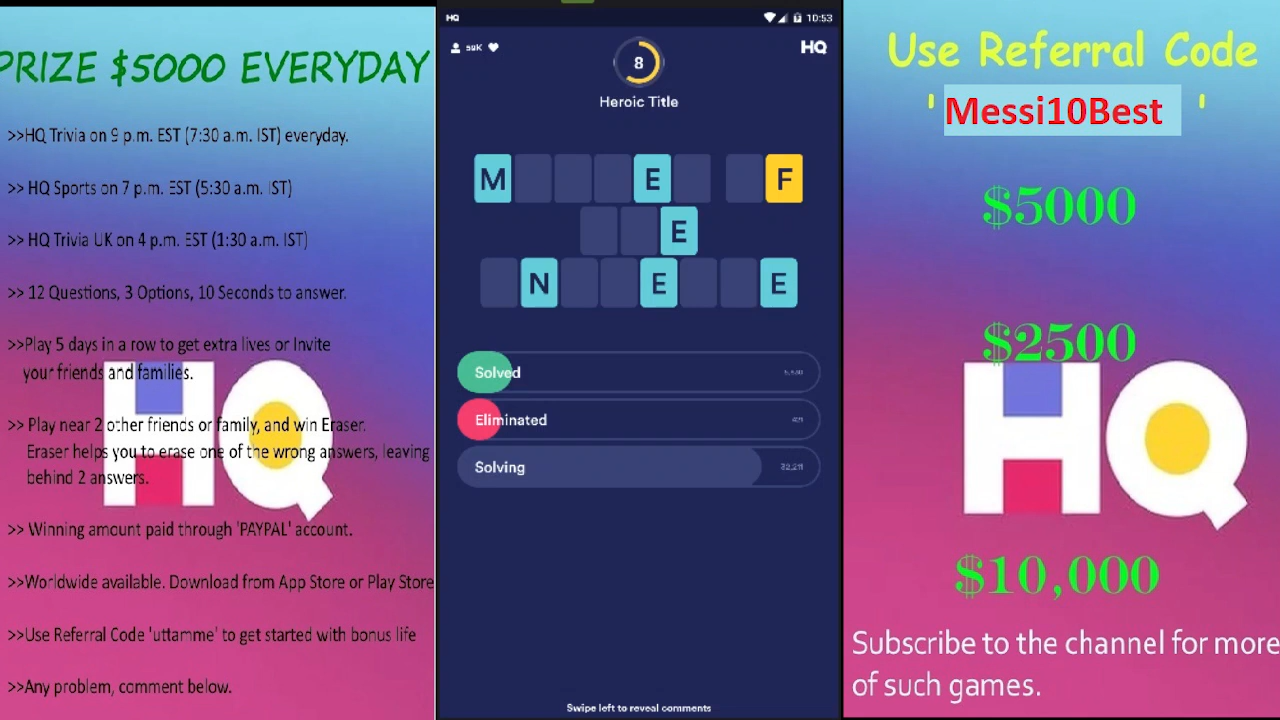 PRIZE $5000 EVERYDAY
>>HQ Trivia on 9 p.m. EST (7:30 a.m. IST) everyday.
>> HQ Sports on 7 p.m. EST (5:30 a.m. IST)
>> HQ Trivia UK on 4 p.m. EST (1:30 a.m. IST)
>> 12 Questions, 3 Options, 10 Seconds to answer.
>>Play 5 days in a row to get extra lives or Invite
your friends and families.
>> Play near 2 other friends or family, and win Eraser.
Eraser helps you to erase one of the wrong answers, leaving
behind 2 answers.
>> Winning amount paid through 'PAYPAL' account.
>>Worldwide available. Download from App Store or Play Store
>>Use Referral Code 'uttamme' to get started with bonus life
>>Any problem, comment below.
HQ
HQ 10:53
HQ
8
Heroic Title
M E F
E
N E E
Solved
Eliminated
Solving
Swipe left to reveal comments
Use Referral Code
' Messi10Best '
$5000
$2500
HQ
$10,000
Subscribe to the channel for more
of such games.